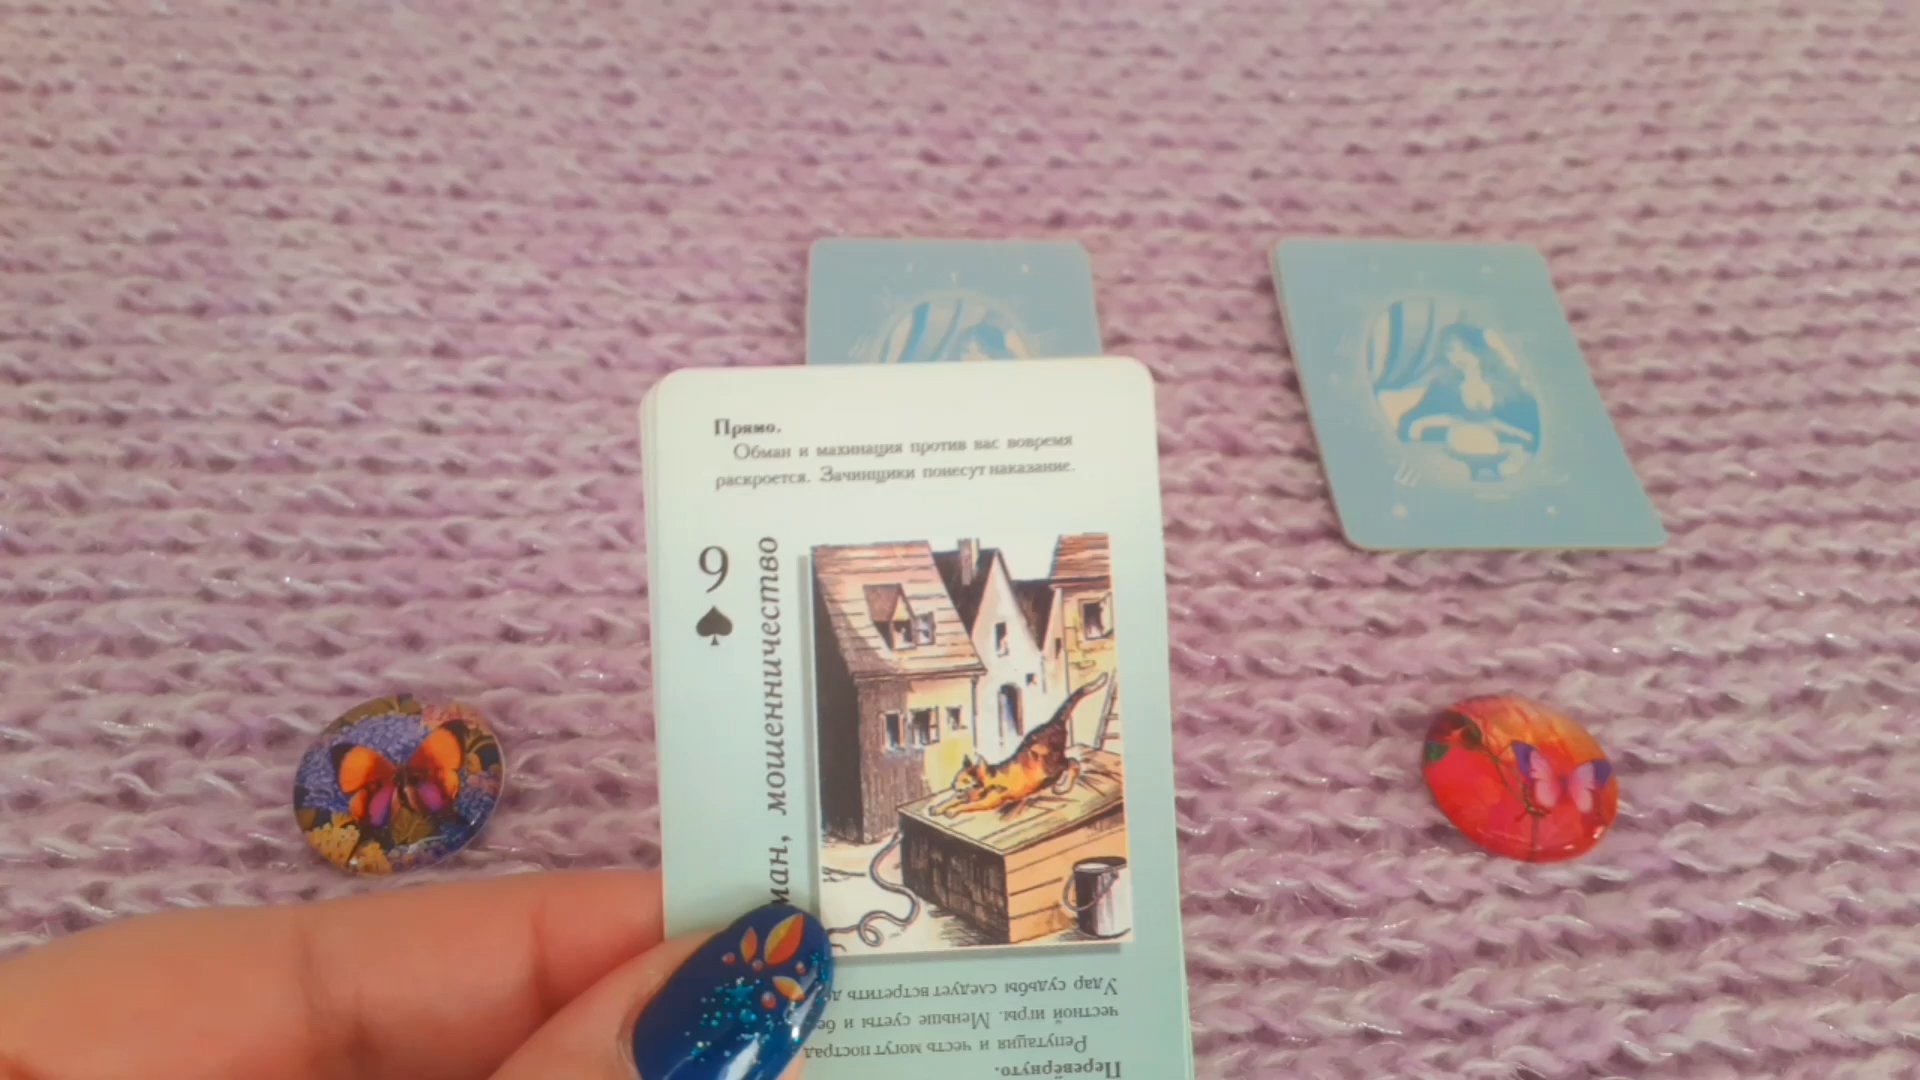 Прямо.
Обман и махинация против вас вовремя
раскроется. Зачинщики понесут наказание.
9
ман, мошенничество
Перевёрнуто.
Репутация и честь могут пострад
честной игры. Меньше суеты и бе
Удар судьбы следует встретить